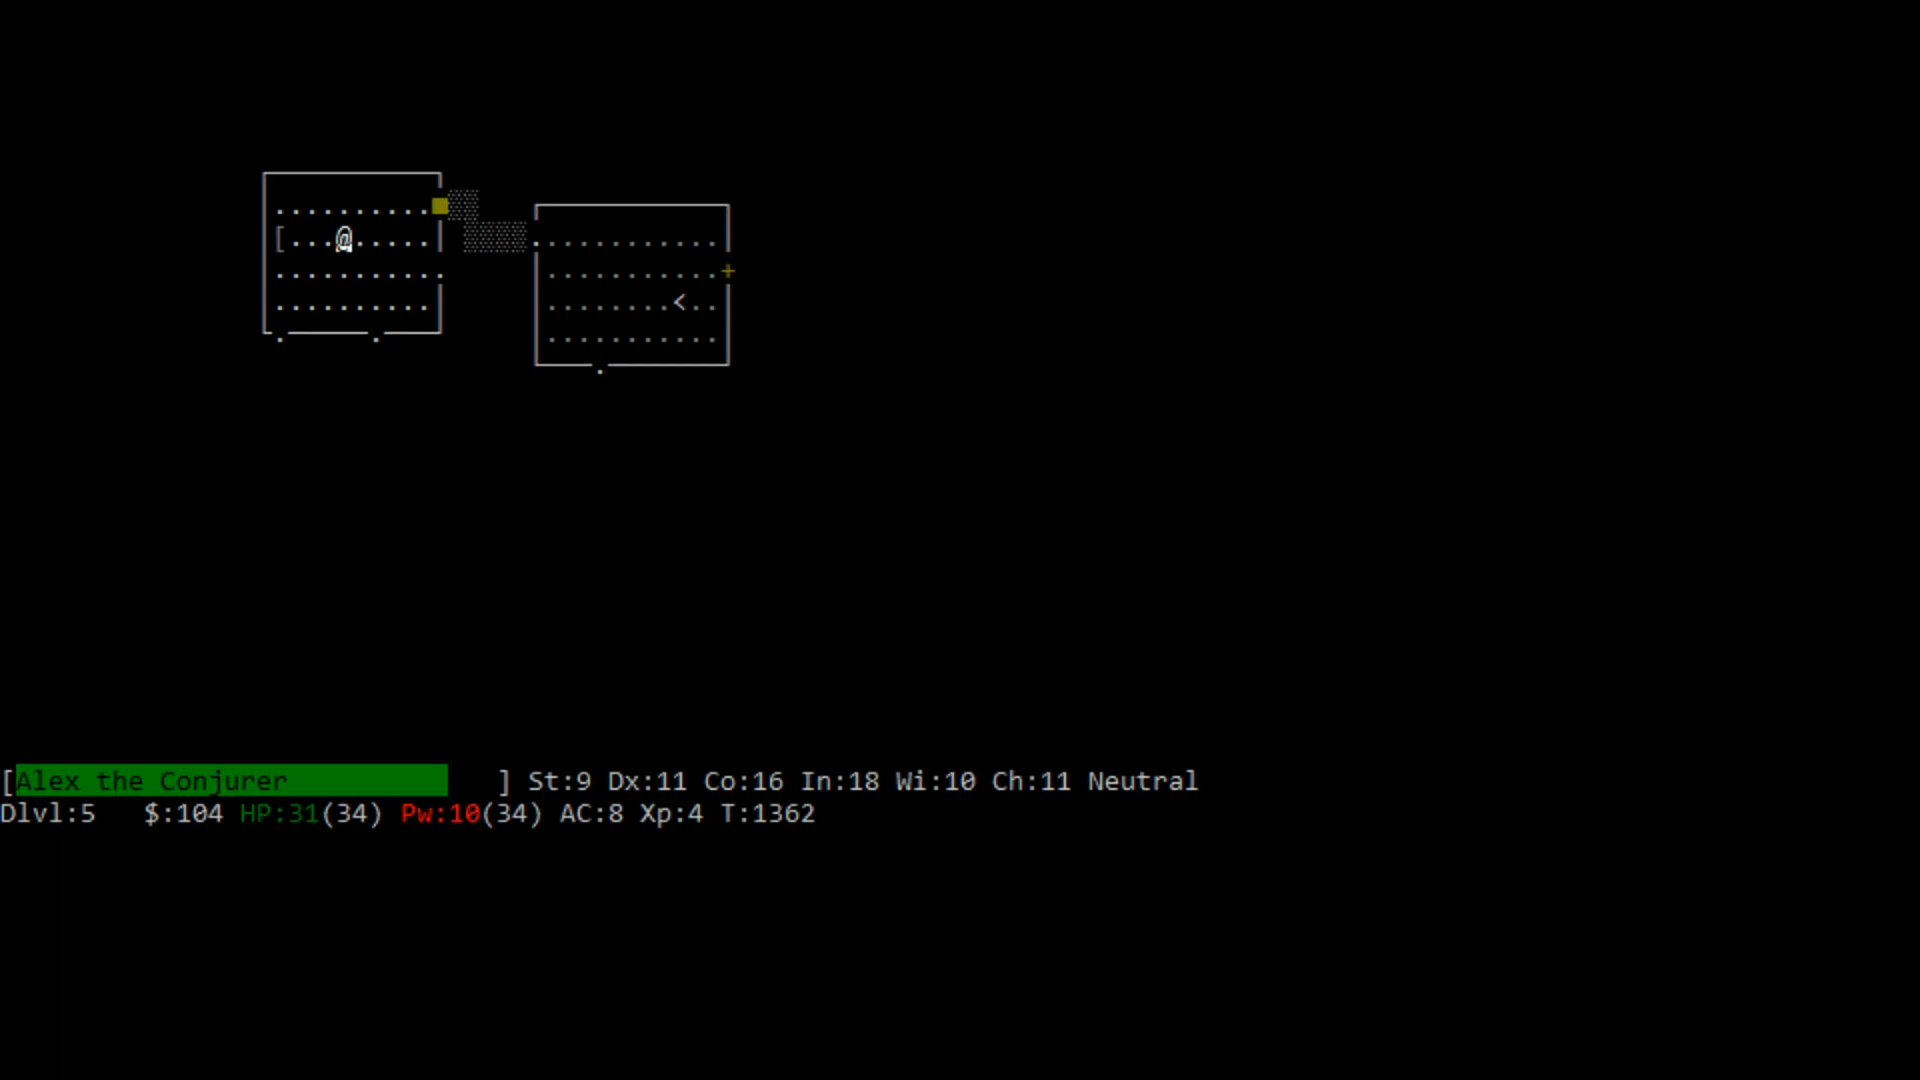 ..........
[...@.....| ............|
...........  |...........+
..........|  |........<..|
. .  |...........|
.
[Alex the Conjurer ] St:9 Dx:11 Co:16 In:18 Wi:10 Ch:11 Neutral
Dlvl:5 $:104 HP:31(34) Pw:10(34) AC:8 Xp:4 T:1362